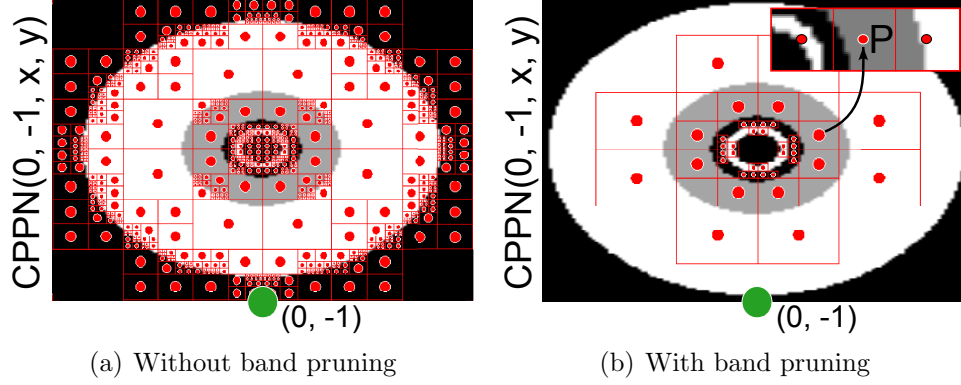 CPPN(0, -1, x, y)
(0, -1)
(a) Without band pruning
CPPN(0, -1, x, y)
P
(0, -1)
(b) With band pruning